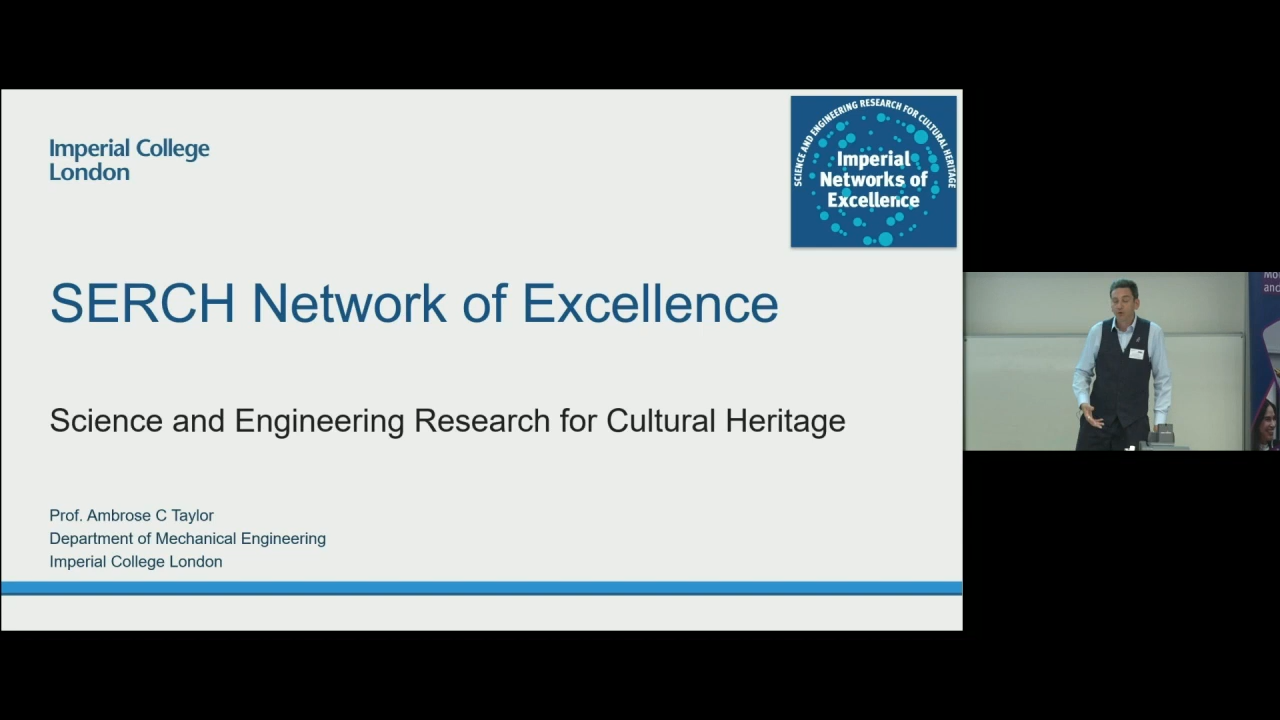 Imperial College
London
SCIENCE AND ENGINEERING RESEARCH FOR CULTURAL HERITAGE
Imperial
Networks of
Excellence
SERCH Network of Excellence
Science and Engineering Research for Cultural Heritage
Prof. Ambrose C Taylor
Department of Mechanical Engineering
Imperial College London
and